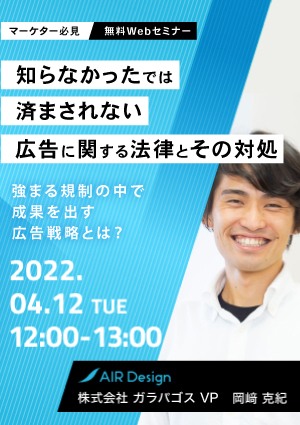 マーケター必見 無料Webセミナー
知らなかったでは
済まされない
広告に関する法律とその対処
強まる規制の中で
成果を出す
広告戦略とは?
2022.
04.12 TUE
12:00-13:00
AIR Design
株式会社 ガラパゴス VP 岡﨑 克紀